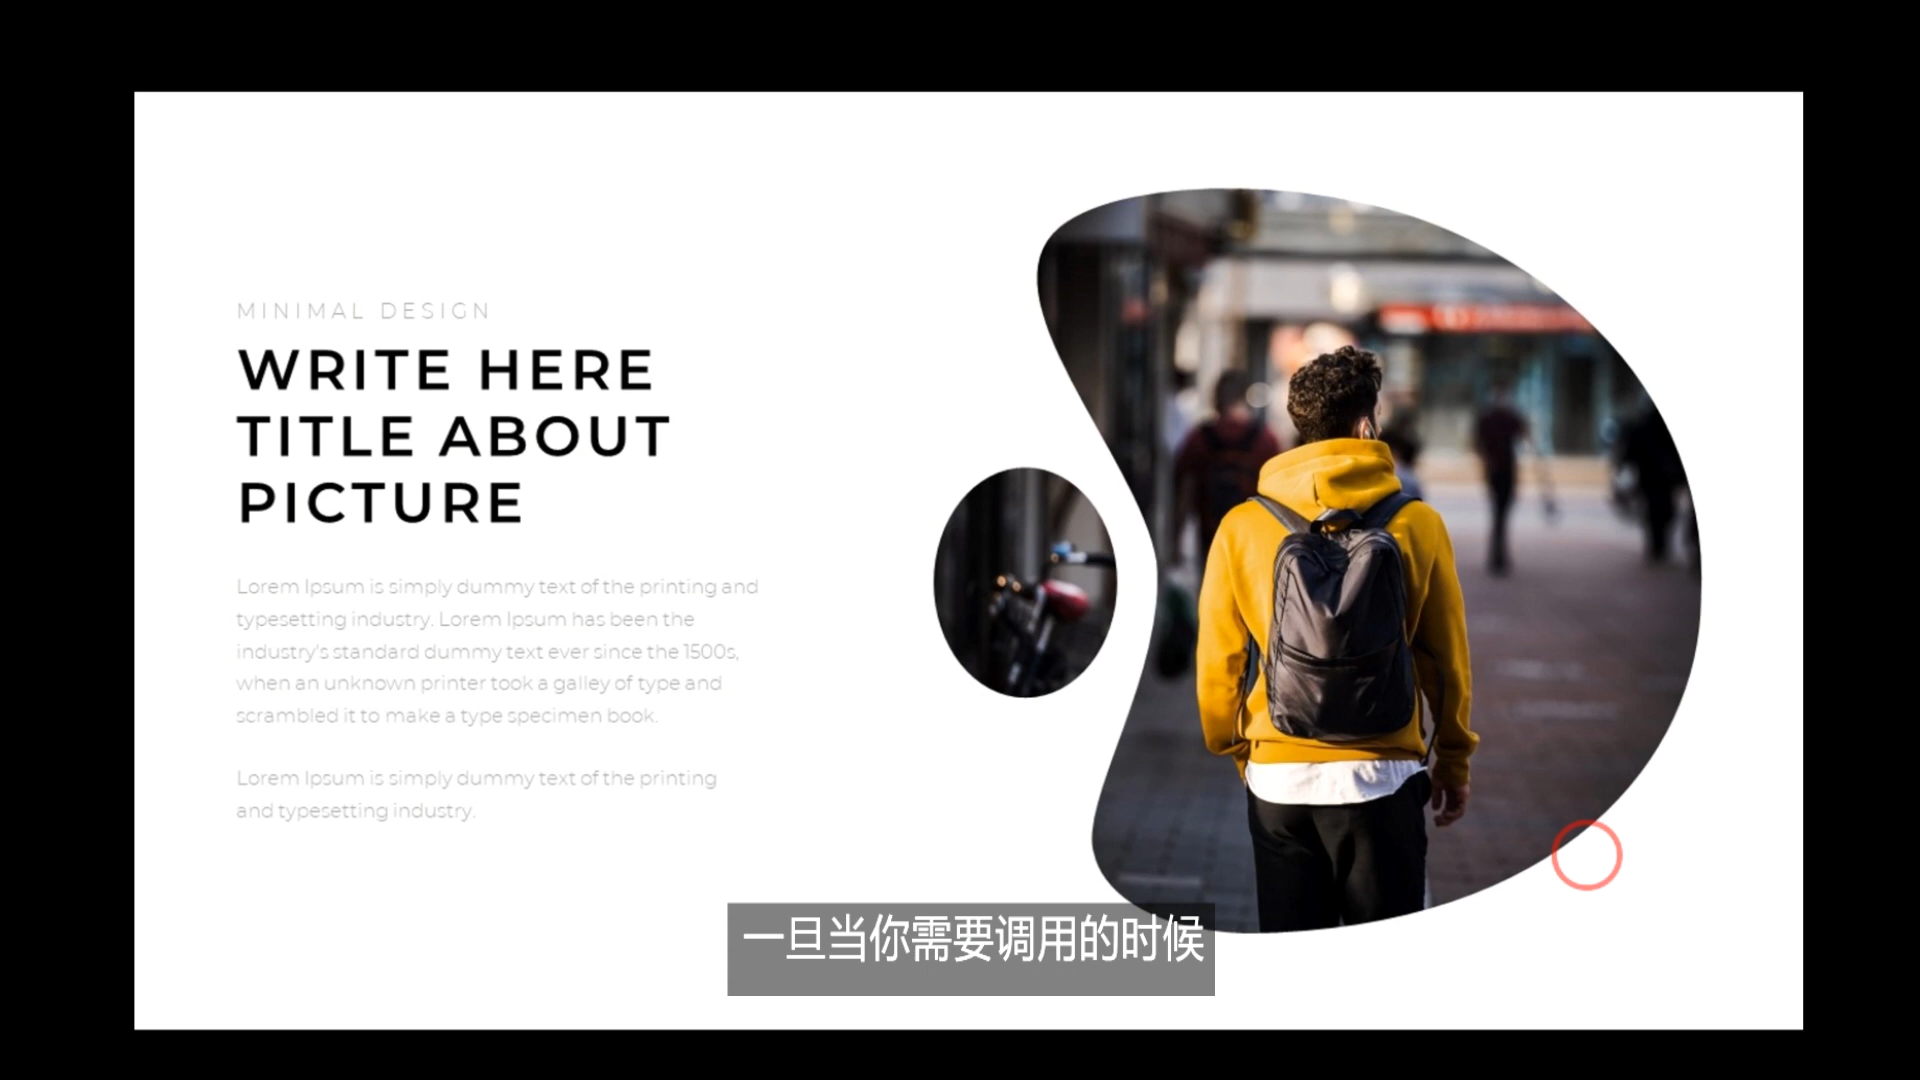 MINIMAL DESIGN
WRITE HERE
TITLE ABOUT
PICTURE
Lorem Ipsum is simply dummy text of the printing and
typesetting industry. Lorem Ipsum has been the
industry's standard dummy text ever since the 1500s,
when an unknown printer took a galley of type and
scrambled it to make a type specimen book.
Lorem Ipsum is simply dummy text of the printing
and typesetting industry.
一旦当你需要调用的时候